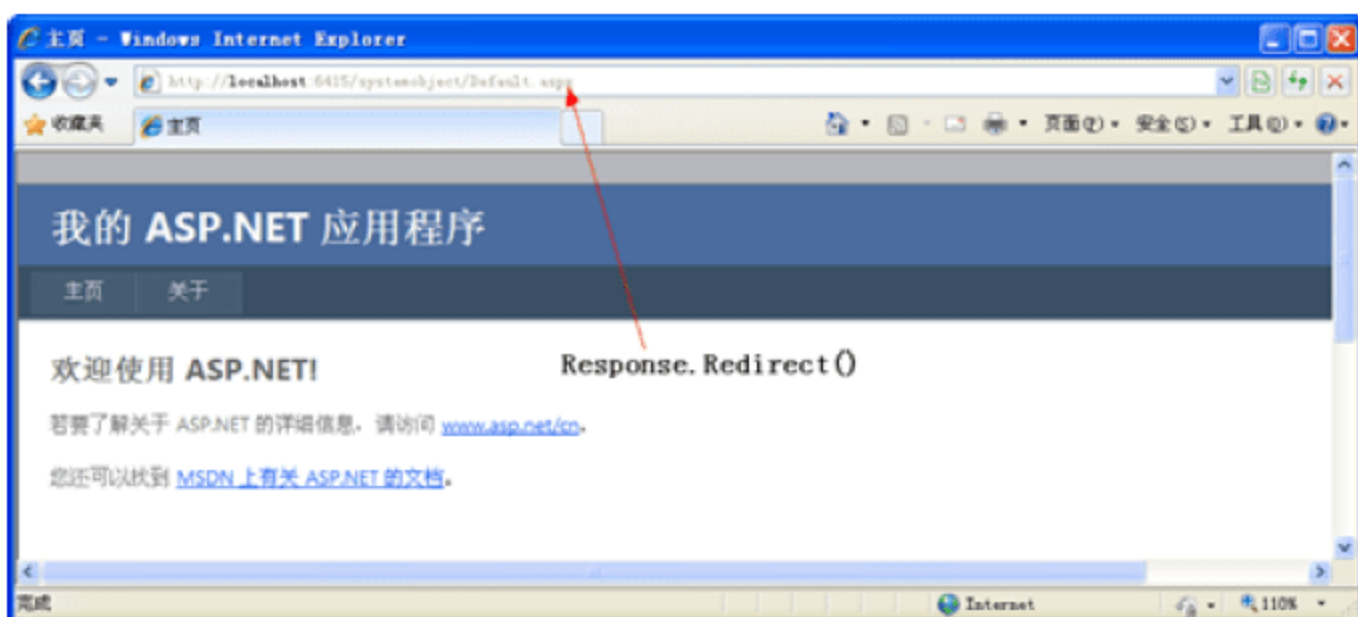 主页 - Windows Internet Explorer
http://localhost:6415/systemobject/Default.aspx
收藏夹 主页 页面(P) 安全(S) 工具(O)
我的 ASP.NET 应用程序
主页 关于
欢迎使用 ASP.NET!
Response.Redirect()
若要了解关于 ASP.NET 的详细信息，请访问 www.asp.net/cn。
您还可以找到 MSDN 上有关 ASP.NET 的文档。
完成 Internet 110%